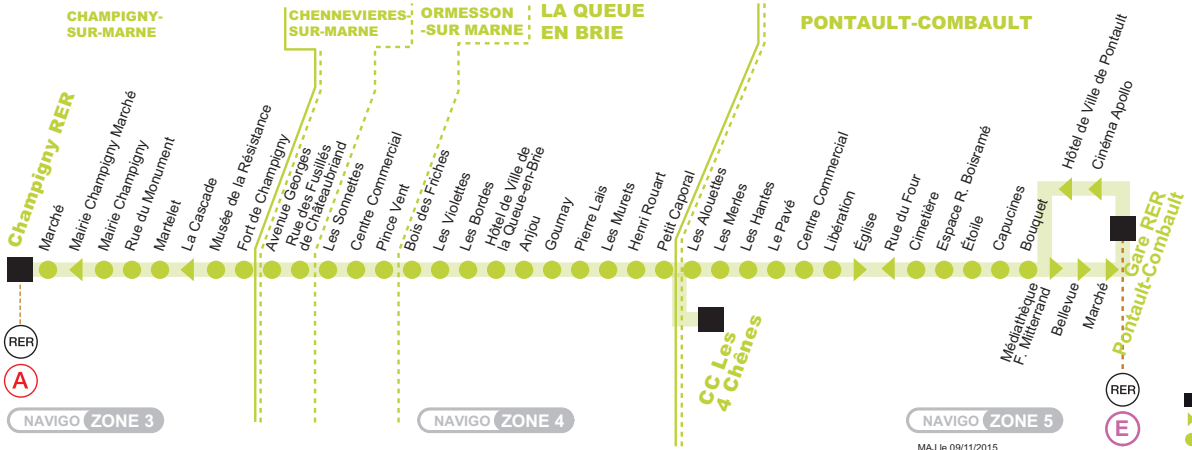 CHAMPIGNY-
SUR-MARNE
CHENNEVIERES-
SUR-MARNE
ORMESSON
-SUR MARNE
LA QUEUE
EN BRIE
PONTAULT-COMBAULT
Champigny RER
Marché
Mairie Champigny Marché
Mairie Champigny
Rue du Monument
Martelet
La Cascade
Musée de la Résistance
Fort de Champigny
Avenue Georges
Rue des Fusillés
de Châteaubriand
Les Sonnettes
Centre Commercial
Pince Vent
Bois des Friches
Les Violettes
Les Bordes
Hôtel de Ville de
la Queue-en-Brie
Anjou
Gournay
Pierre Lais
Les Murets
Henri Rouart
Petit Caporal
Les Alouettes
Les Merles
Les Hantes
Le Pavé
Centre Commercial
Libération
Église
Rue du Four
Cimetière
Espace R. Boisramé
Étoile
Capucines
Bouquet
Hôtel de Ville de Pontault
Cinéma Apollo
Médiathèque
F. Mitterrand
Bellevue
Marché
Gare RER
Pontault-Combault
CC Les
4 Chênes
RER
A
RER
E
NAVIGO ZONE 3
NAVIGO ZONE 4
NAVIGO ZONE 5
MAJ le 09/11/2015